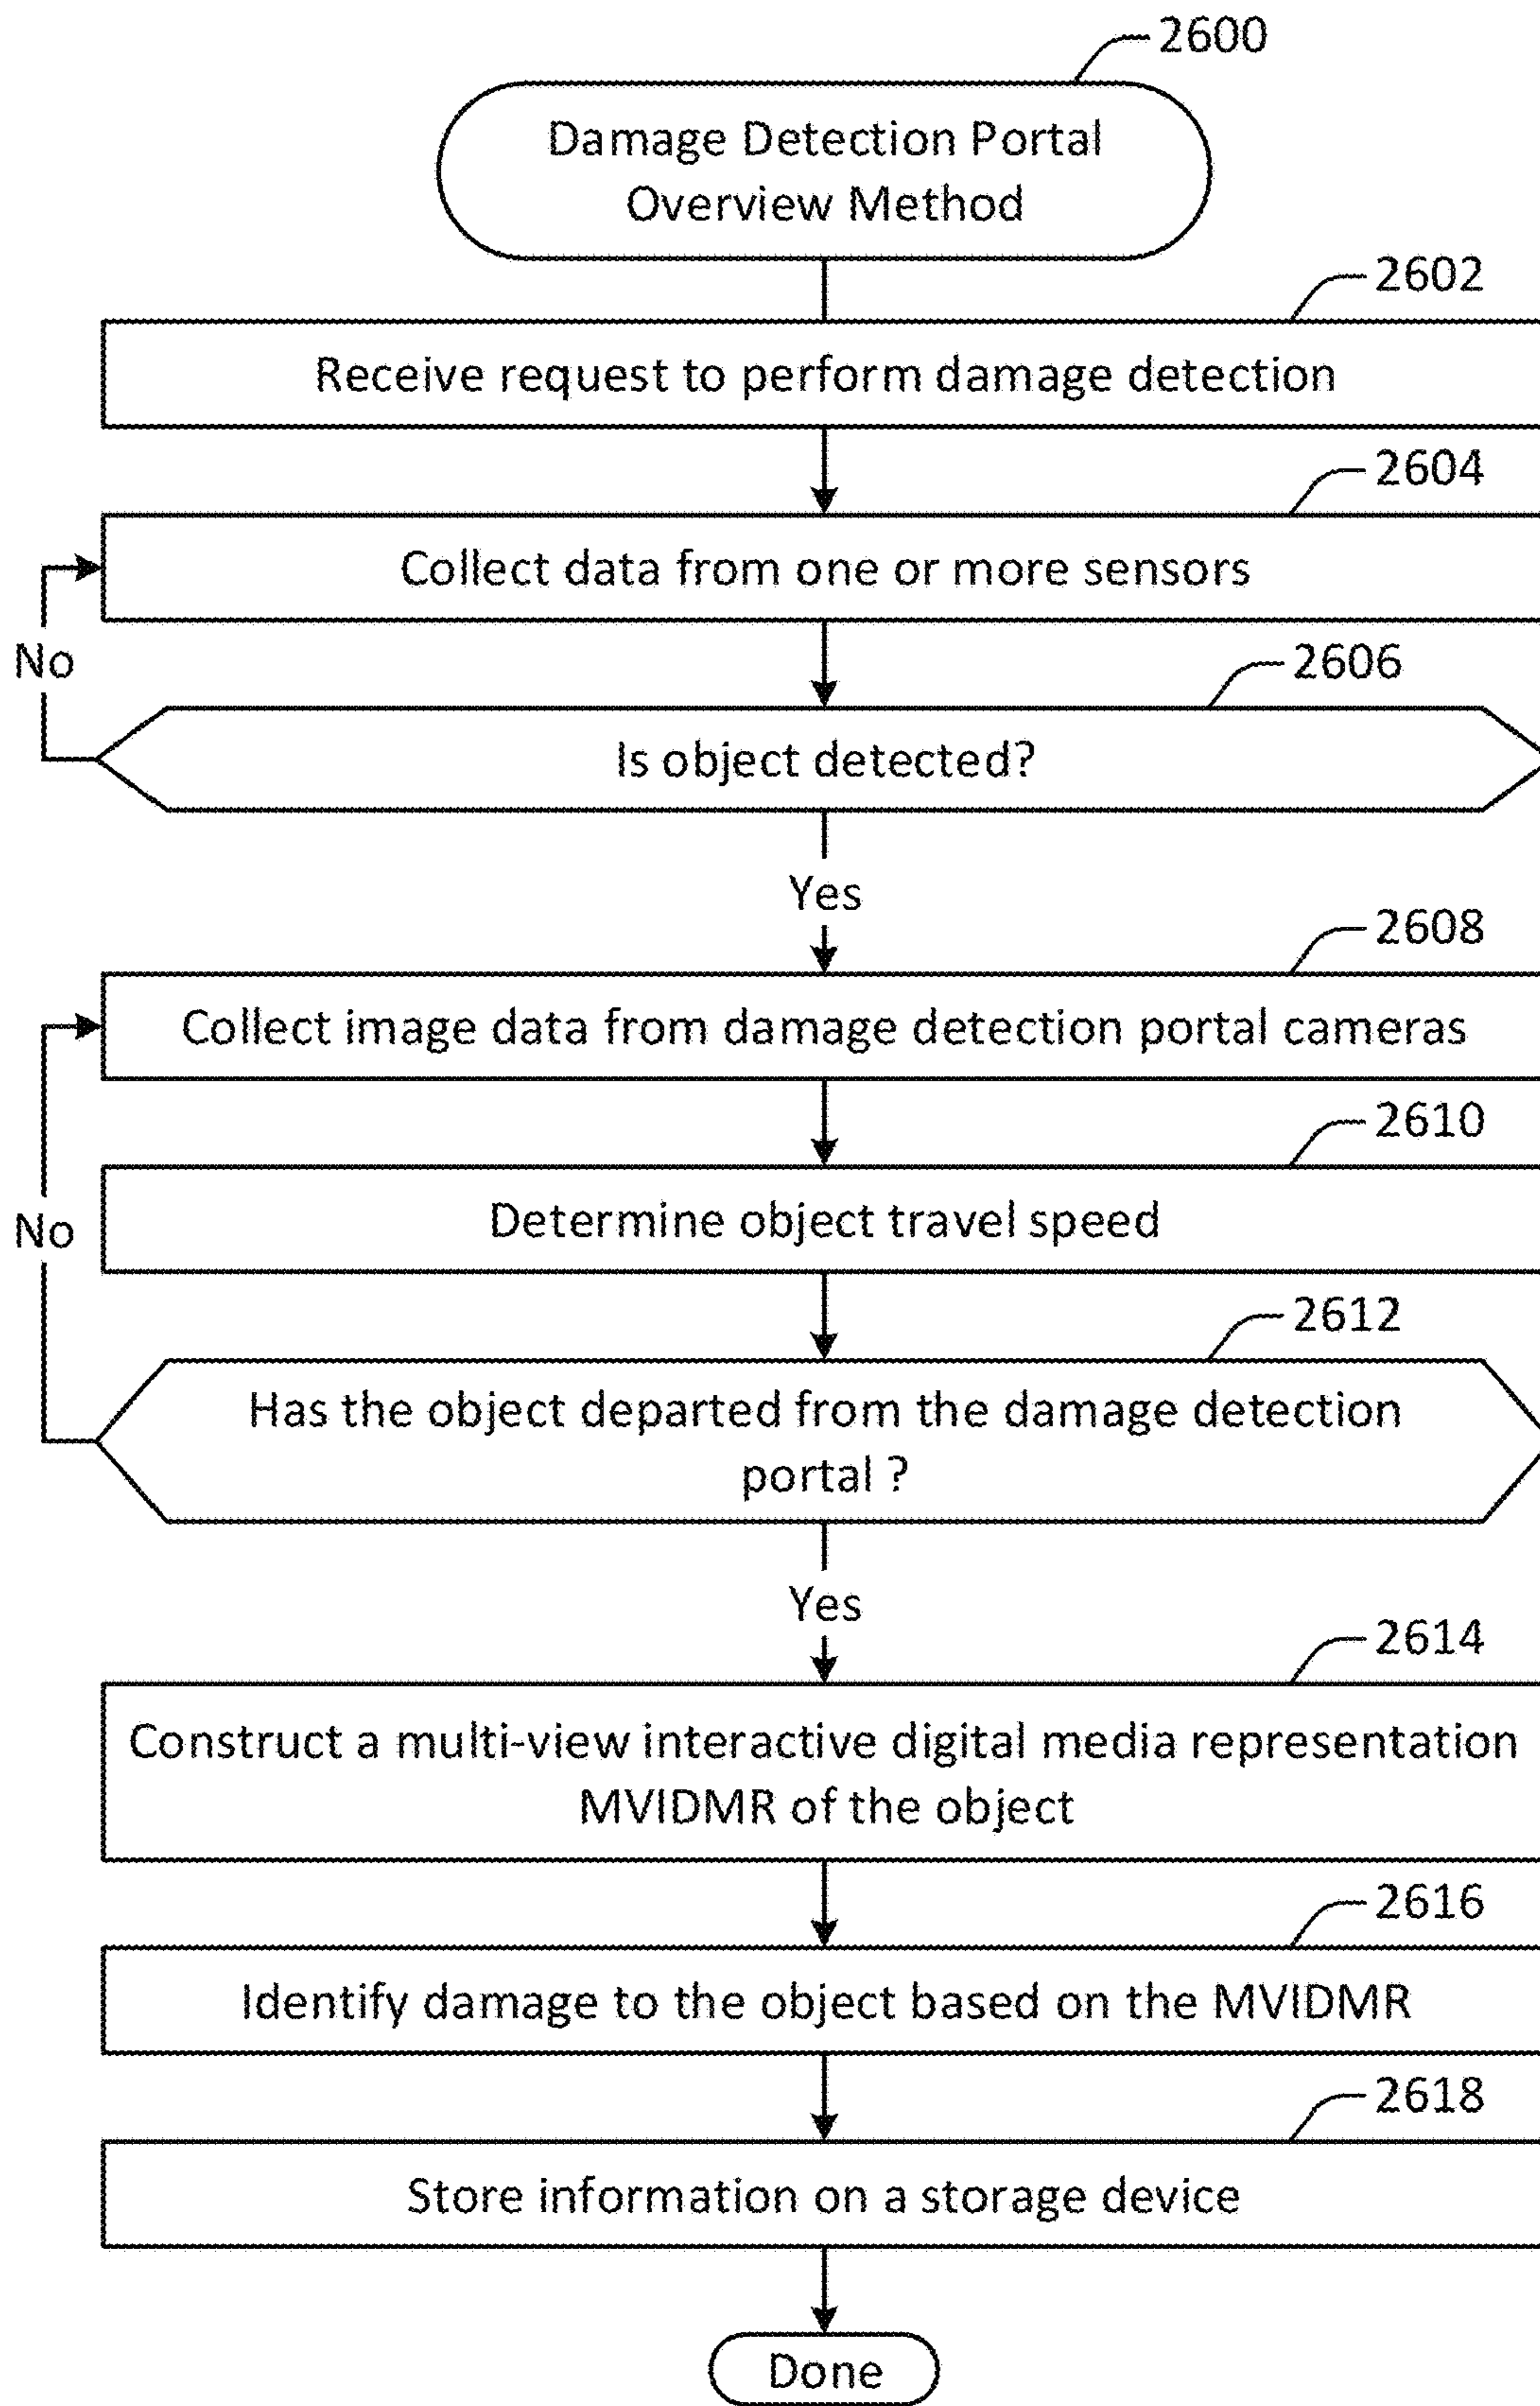 2600
Damage Detection Portal
Overview Method
2602
Receive request to perform damage detection
2604
Collect data from one or more sensors
No
2606
Is object detected?
Yes
2608
Collect image data from damage detection portal cameras
2610
Determine object travel speed
No
2612
Has the object departed from the damage detection
portal ?
Yes
2614
Construct a multi-view interactive digital media representation
MVIDMR of the object
2616
Identify damage to the object based on the MVIDMR
2618
Store information on a storage device
Done